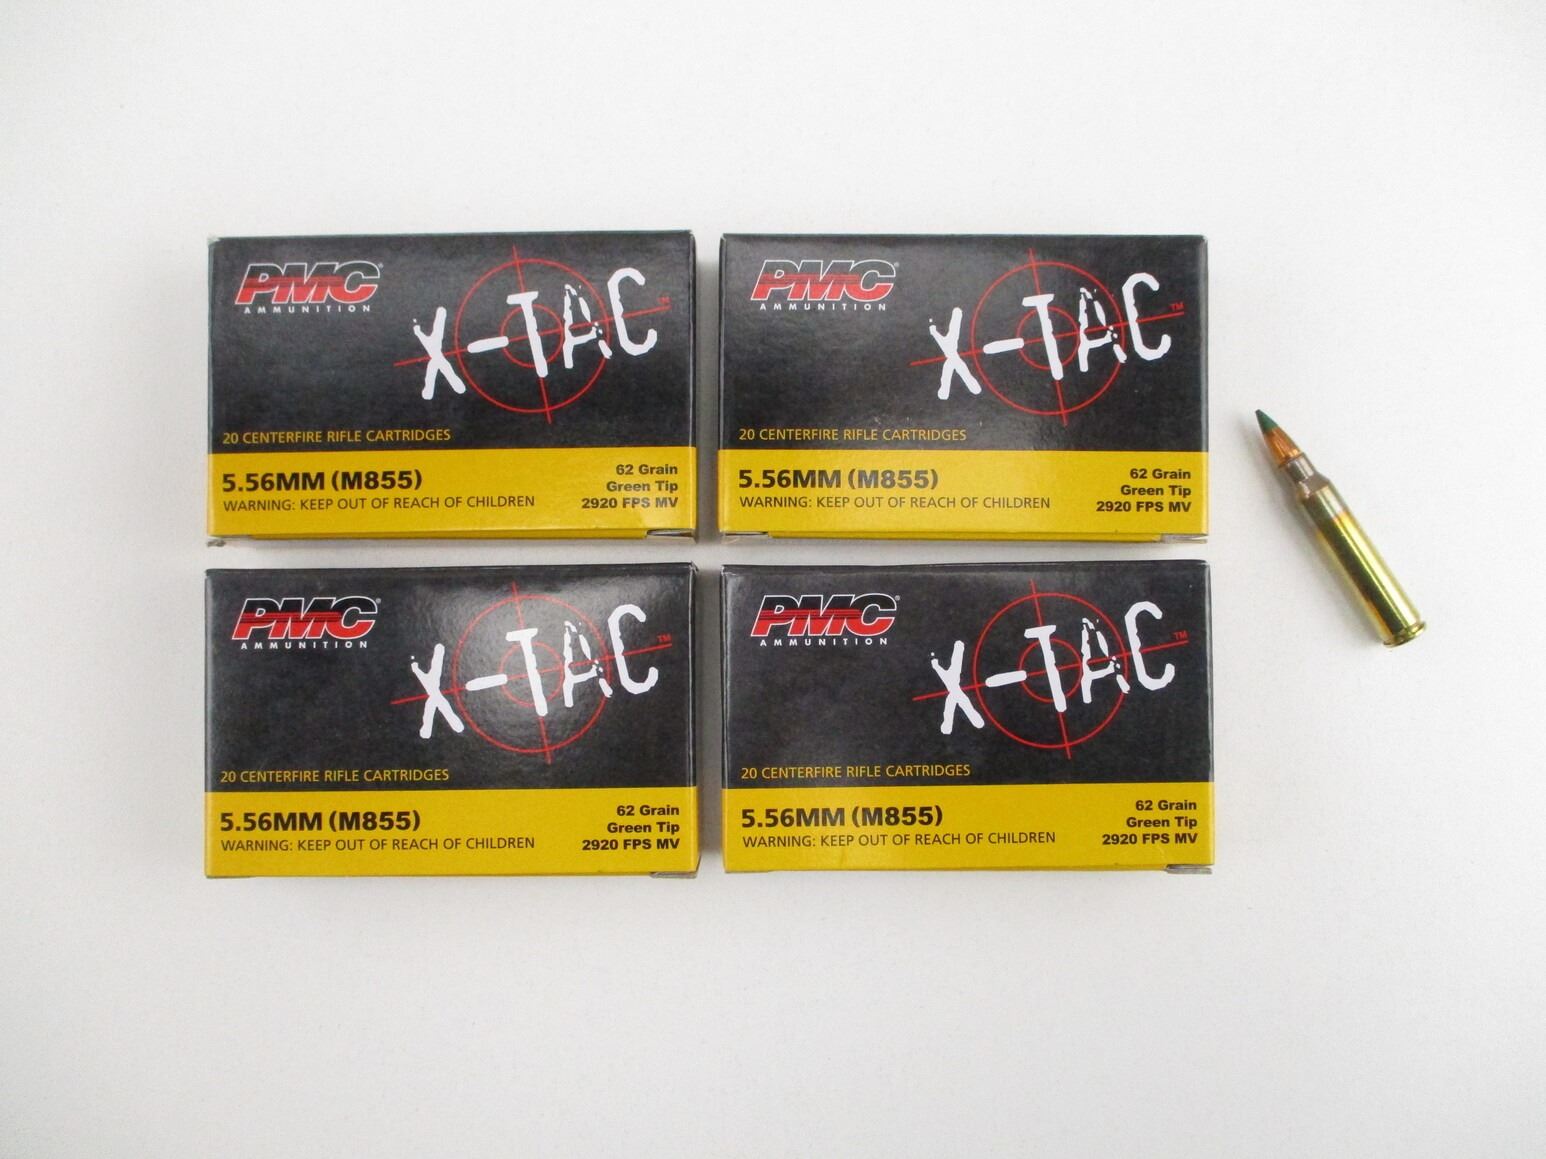 PMC®
AMMUNITION
X-TAC™
20 CENTERFIRE RIFLE CARTRIDGES
5.56MM (M855)
WARNING: KEEP OUT OF REACH OF CHILDREN
62 Grain
Green Tip
2920 FPS MV
PMC®
AMMUNITION
X-TAC™
20 CENTERFIRE RIFLE CARTRIDGES
5.56MM (M855)
WARNING: KEEP OUT OF REACH OF CHILDREN
62 Grain
Green Tip
2920 FPS MV
PMC®
AMMUNITION
X-TAC™
20 CENTERFIRE RIFLE CARTRIDGES
5.56MM (M855)
WARNING: KEEP OUT OF REACH OF CHILDREN
62 Grain
Green Tip
2920 FPS MV
PMC®
AMMUNITION
X-TAC™
20 CENTERFIRE RIFLE CARTRIDGES
5.56MM (M855)
WARNING: KEEP OUT OF REACH OF CHILDREN
62 Grain
Green Tip
2920 FPS MV